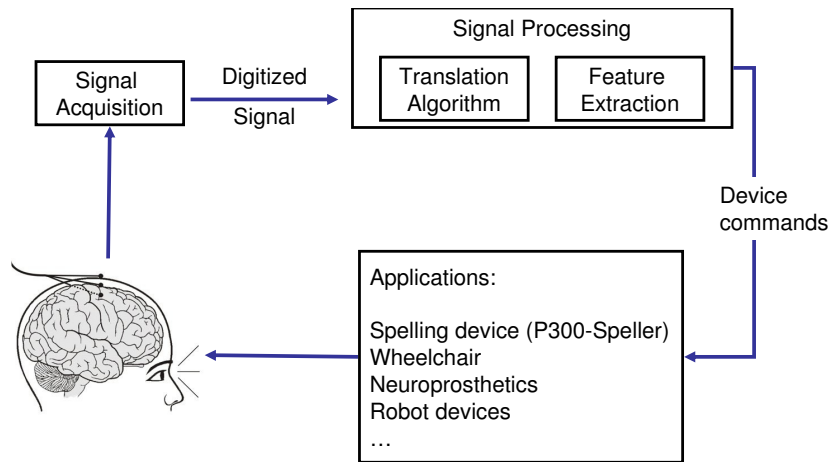 Signal Processing
Signal
Acquisition
Digitized
Signal
Translation
Algorithm
Feature
Extraction
Device
commands
Applications:
Spelling device (P300-Speller)
Wheelchair
Neuroprosthetics
Robot devices
…